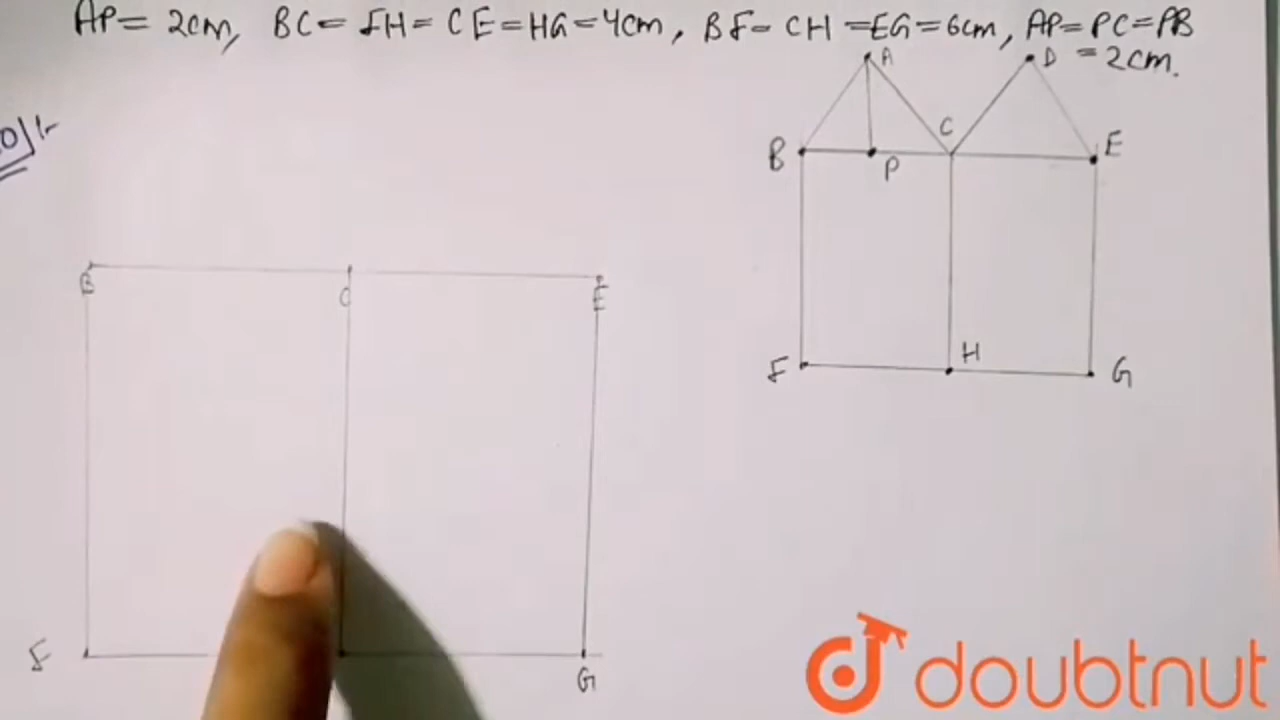 AP = 2cm, BC = FH = CE = HG = 4cm, BF = CH = EG = 6cm, AP = PC = PB
= 2cm.
A
D
C
B
E
P
B
C
E
H
F
G
F
G
doubtnut